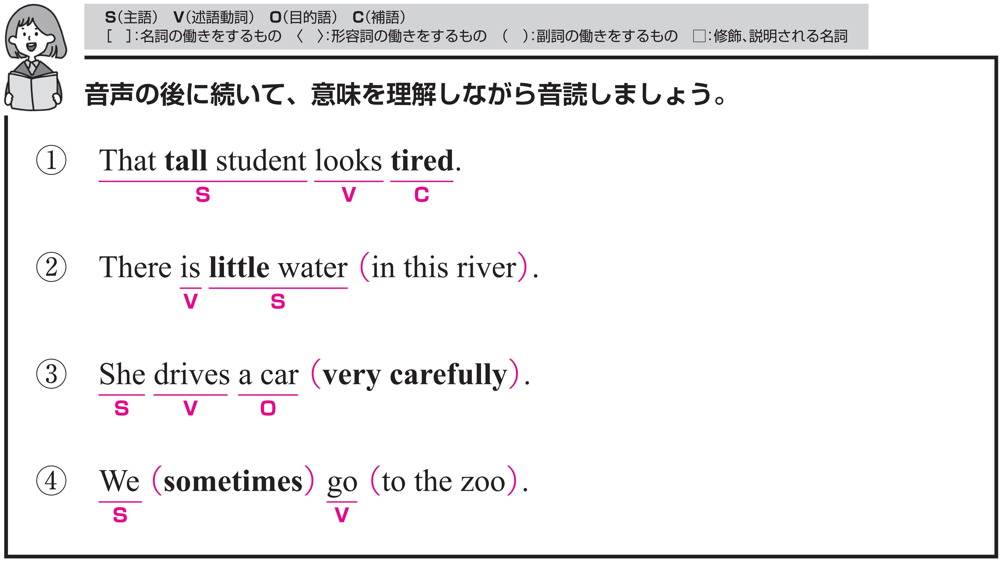 S(主語) V(述語動詞) O(目的語) C(補語)
[ ]:名詞の働きをするもの 〈 〉:形容詞の働きをするもの ( ):副詞の働きをするもの □:修飾、説明される名詞
音声の後に続いて、意味を理解しながら音読しましょう。
① That tall student looks tired.
S V C
② There is little water (in this river).
V S
③ She drives a car (very carefully).
S V O
④ We (sometimes) go (to the zoo).
S V